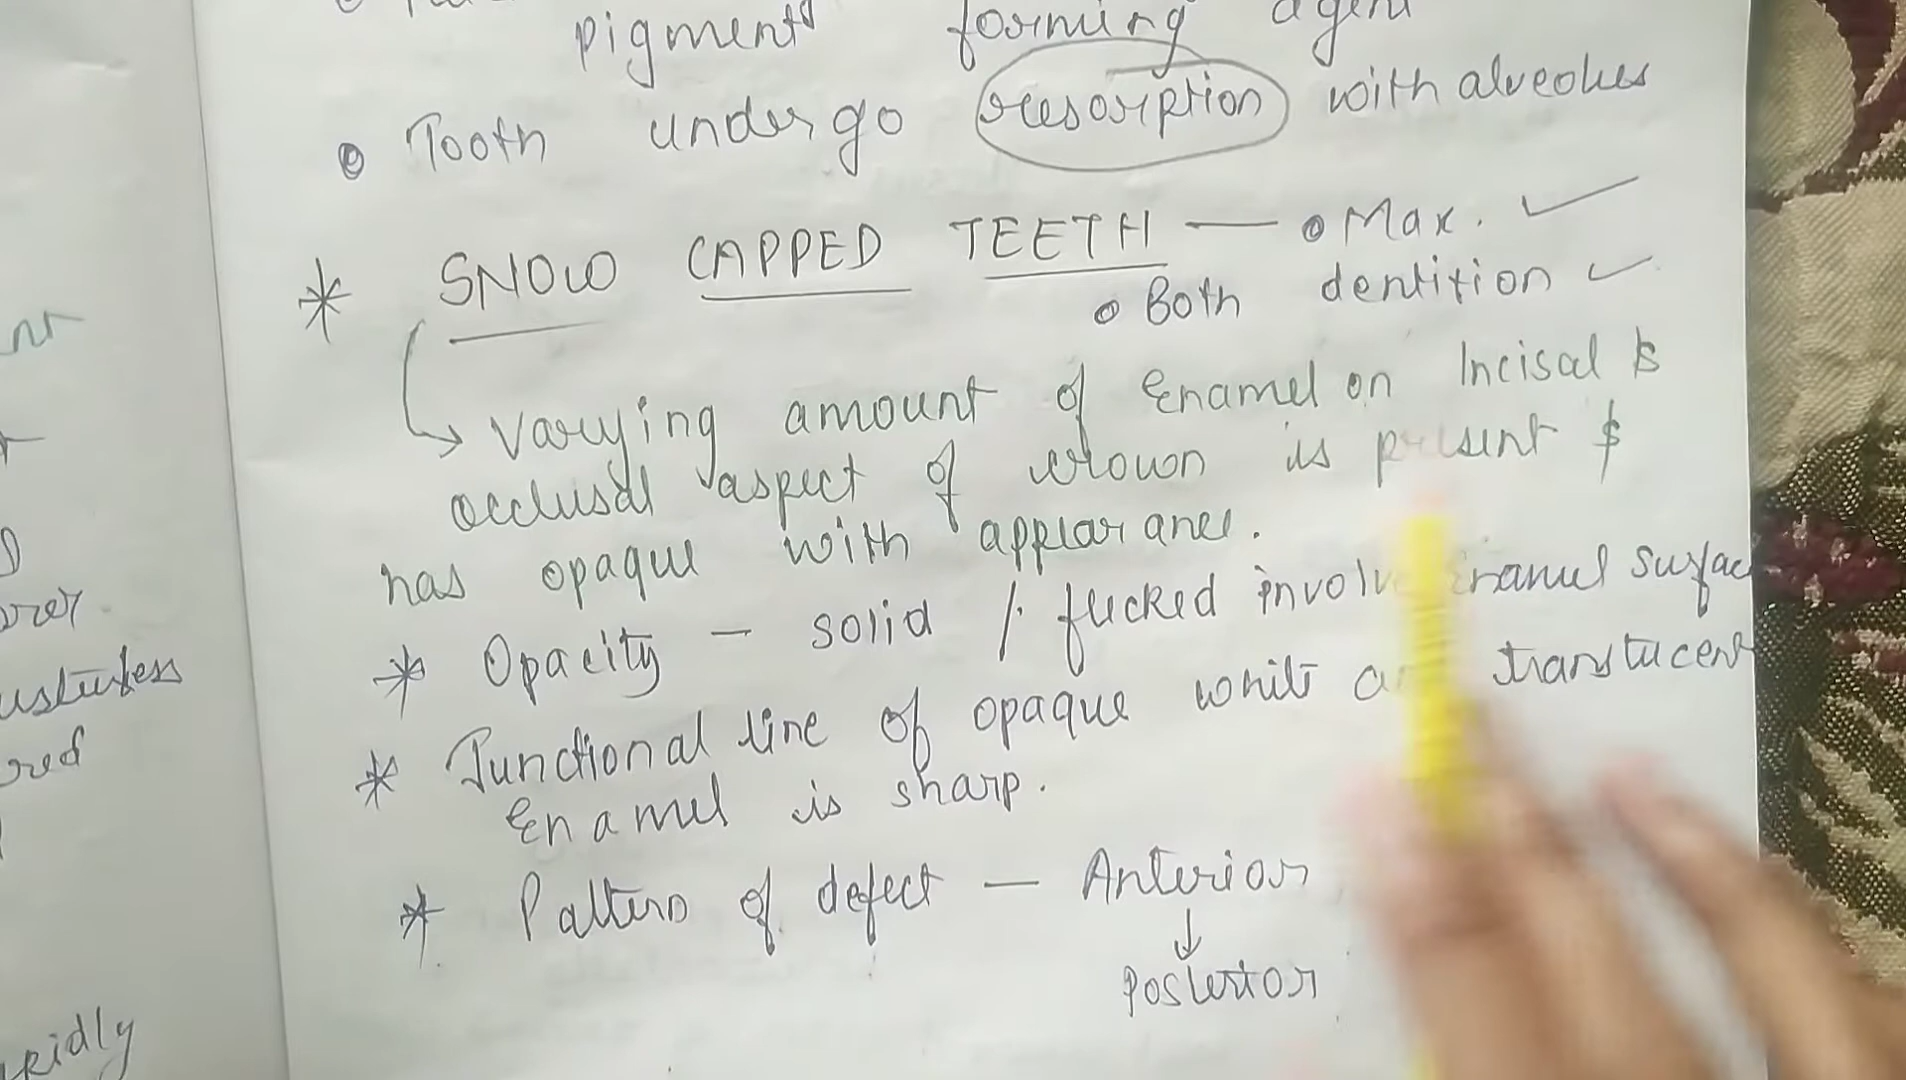 pigment forming agent
• Tooth undergo resorption with alveolus
* SNOW CAPPED TEETH — • Max. ✓
• Both dentition ✓
↳ Varying amount of Enamel on Incisal &
occlusal aspect of crown is present &
has opaque with appearance.
* Opacity — solid / flecked involve Enamel surface
* Junctional line of opaque white translucent
Enamel is sharp.
* Pattern of defect — Anterior
↓
Posterior